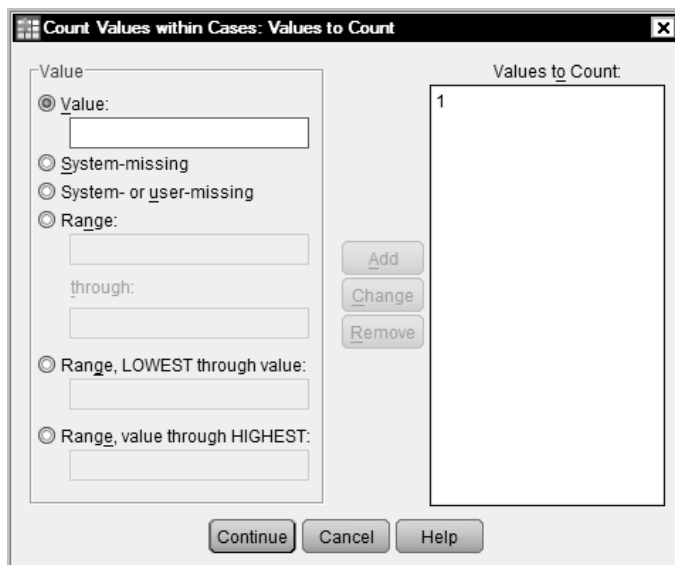 Count Values within Cases: Values to Count
Value
Value:
System-missing
System- or user-missing
Range:
through:
Range, LOWEST through value:
Range, value through HIGHEST:
Add
Change
Remove
Values to Count:
1
Continue
Cancel
Help